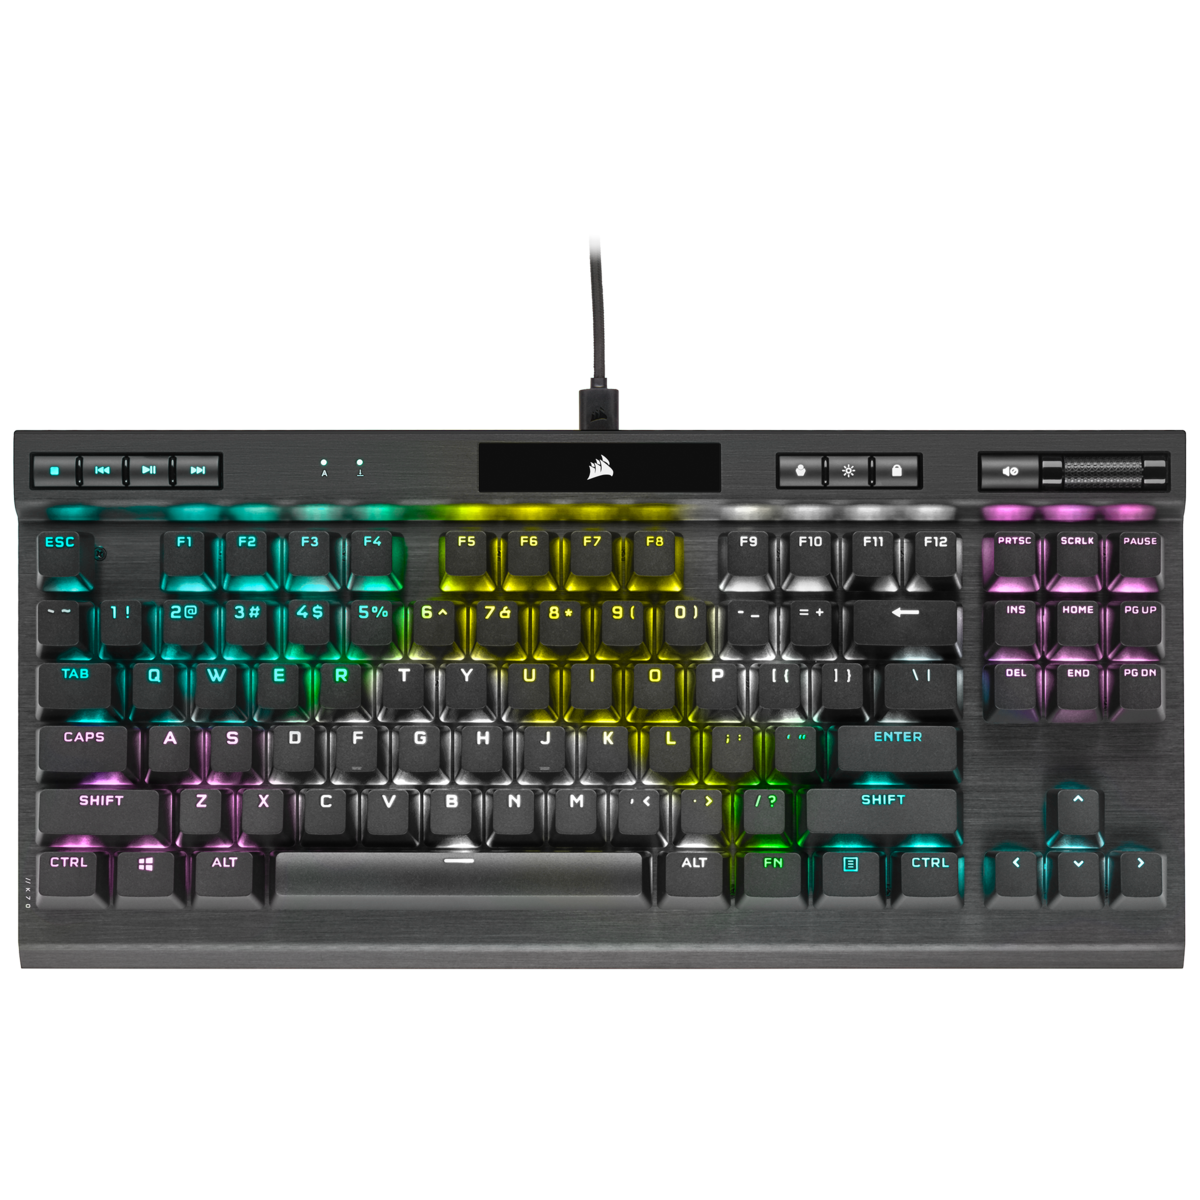 A
ESC F1 F2 F3 F4 F5 F6 F7 F8 F9 F10 F11 F12 PRTSC SCRLK PAUSE
1 ! 2 @ 3 # 4 $ 5 % 6 ^ 7 & 8 * 9 ( 0 ) - _ = + INS HOME PG UP
TAB Q W E R T Y U I O P [ { ] } \ | DEL END PG DN
CAPS A S D F G H J K L ; : ' " ENTER
SHIFT Z X C V B N M , < . > / ? SHIFT
CTRL ALT ALT FN CTRL
//K70